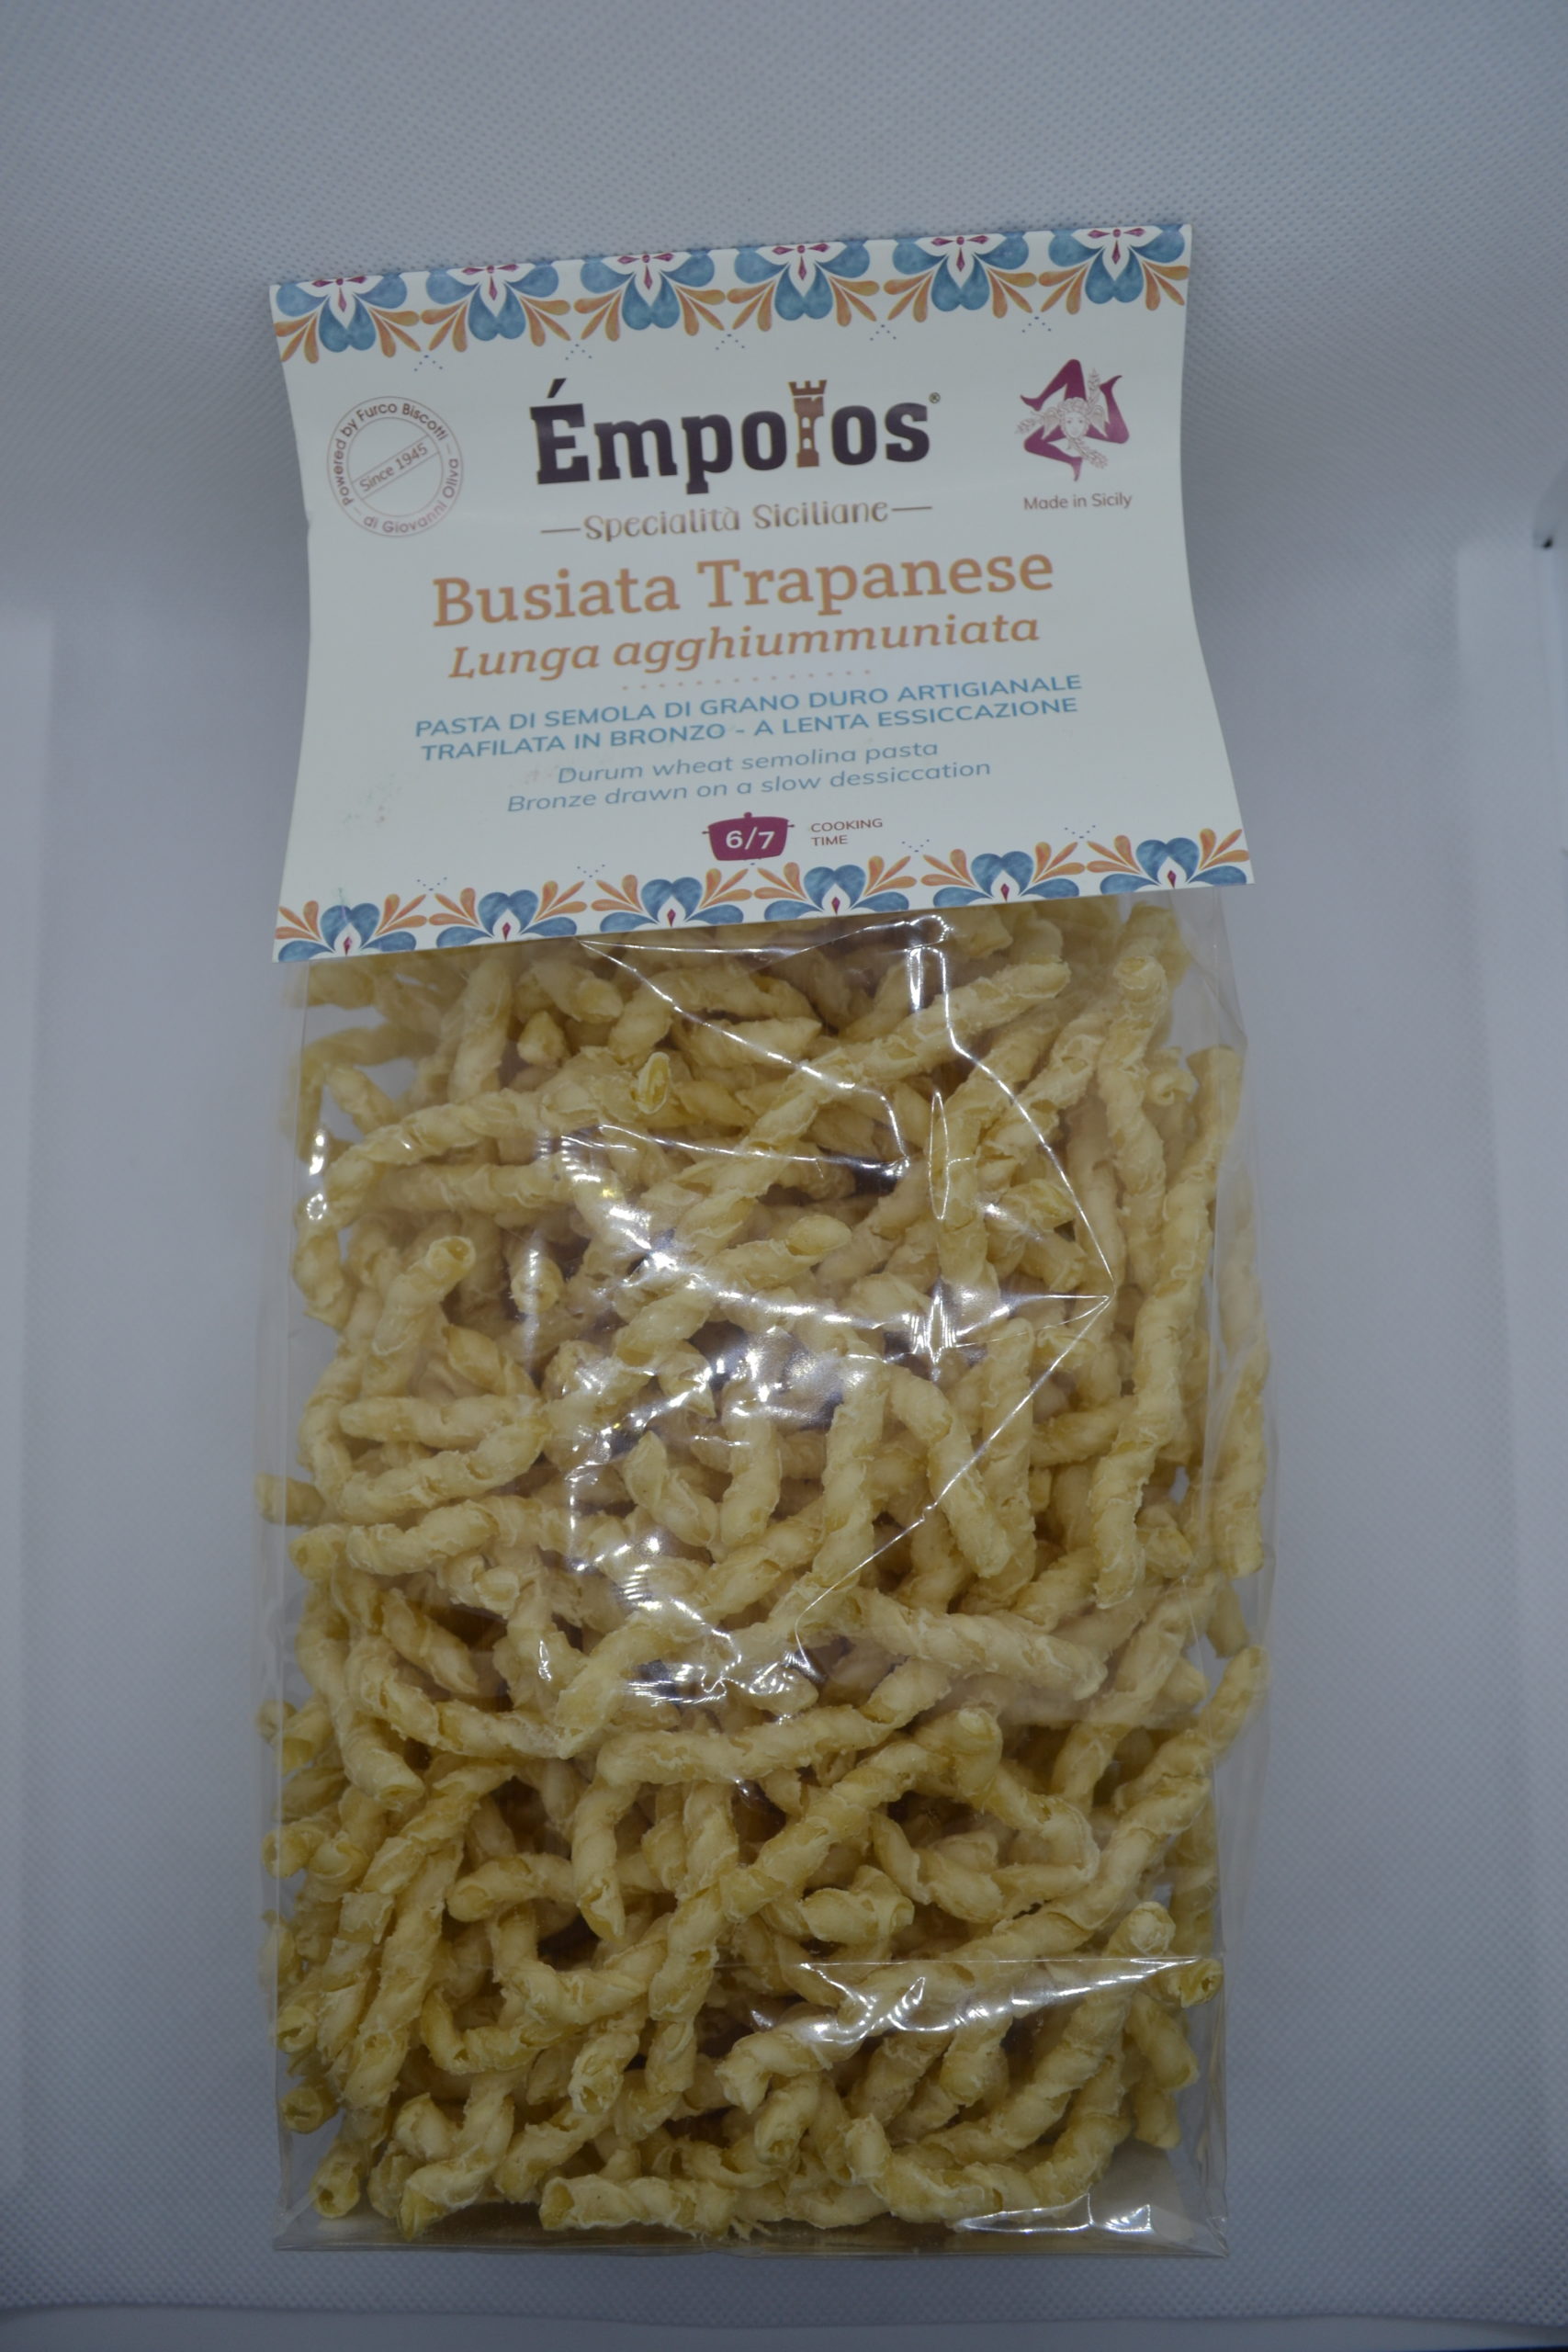 Powered by Furco Biscotti
Since 1945
di Giovanni Oliva
Émporos®
Specialità Siciliane
Made in Sicily
Busiata Trapanese
Lunga agghiummuniata
PASTA DI SEMOLA DI GRANO DURO ARTIGIANALE
TRAFILATA IN BRONZO - A LENTA ESSICCAZIONE
Durum wheat semolina pasta
Bronze drawn on a slow dessiccation
6/7 COOKING
TIME